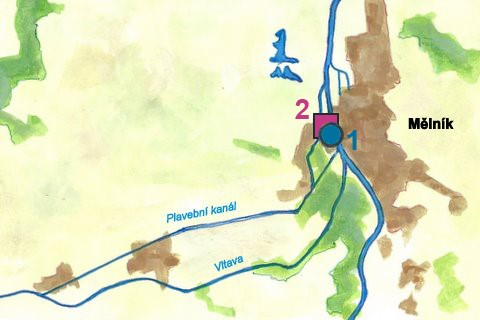 2
1
Mělník
Plavební kanál
Vltava